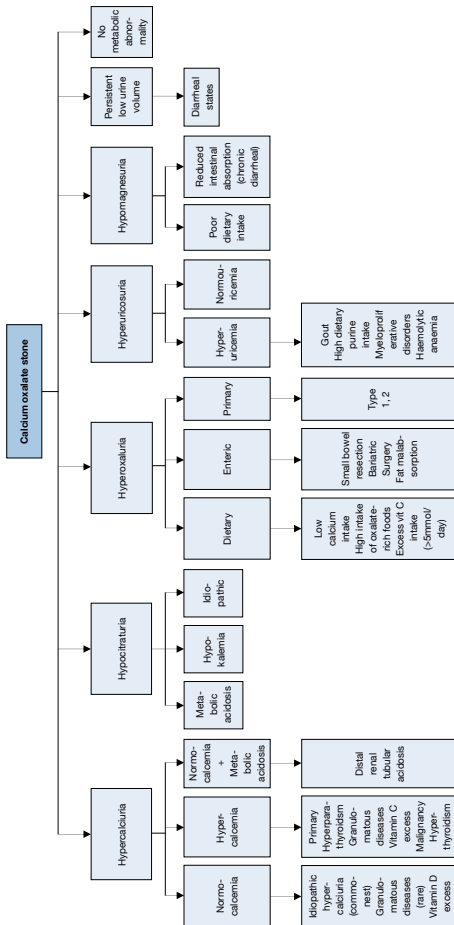 Calcium oxalate stone
Hypercalciuria
Hypocitraturia
Hyperoxaluria
Hyperuricosuria
Hypomagnesuria
Persistent
low urine
volume
No
metabolic
abnor-
mality
Normo-
calcemia
Hyper-
calcemia
Normo-
calcemia
+
Meta-
bolic
acidosis
Meta-
bolic
acidosis
Hypo-
kalemia
Idio-
pathic
Dietary
Enteric
Primary
Hyper-
uricemia
Normou-
ricemia
Poor
dietary
intake
Reduced
intestinal
absorption
(chronic
diarrheal)
Diarrheal
states
Idiopathic
hyper-
calciuria
(commo-
nest)
Granulo-
matous
diseases
(rare)
Vitamin D
excess
Primary
Hyperpara-
thyroidsm
Granulo-
matous
diseases
Vitamin C
excess
Malignancy
Hyper-
thyroidism
Distal
renal
tubular
acidosis
Low
calcium
intake
High intake
of oxalate-
rich foods
Excess vit C
intake
(>5mmol/
day)
Small bowel
resection
Bariatric
Surgery
Fat malab-
sorption
Type
1, 2
Gout
High dietary
purine
intake
Myeloprolif
erative
disorders
Haemolytic
anaemia